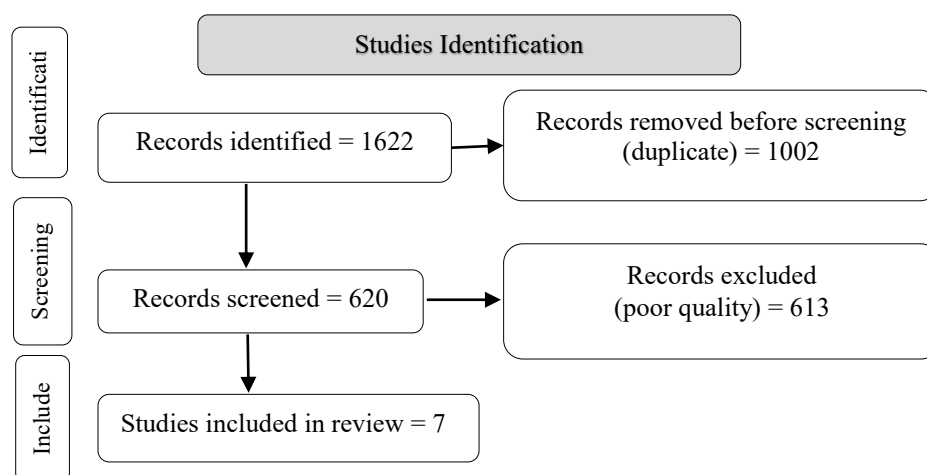 Studies Identification
Identificati
Records identified = 1622
Records removed before screening
(duplicate) = 1002
Screening
Records screened = 620
Records excluded
(poor quality) = 613
Include
Studies included in review = 7